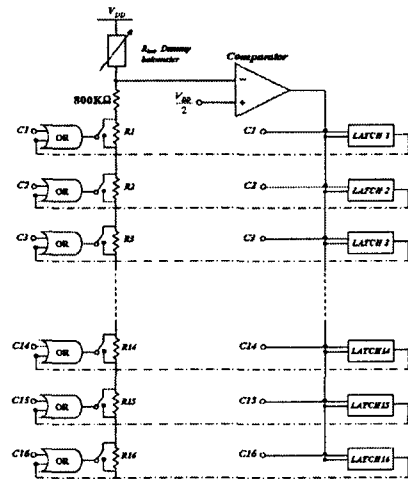 V_DD
Dummy
bolometer
Comparator
800KΩ
−
V_DD
2
+
C1
OR
R1
C1
LATCH 1
C2
OR
R2
C2
LATCH 2
C3
OR
R3
C3
LATCH 3
C14
OR
R14
C14
LATCH14
C15
OR
R15
C15
LATCH15
C16
OR
R16
C16
LATCH16